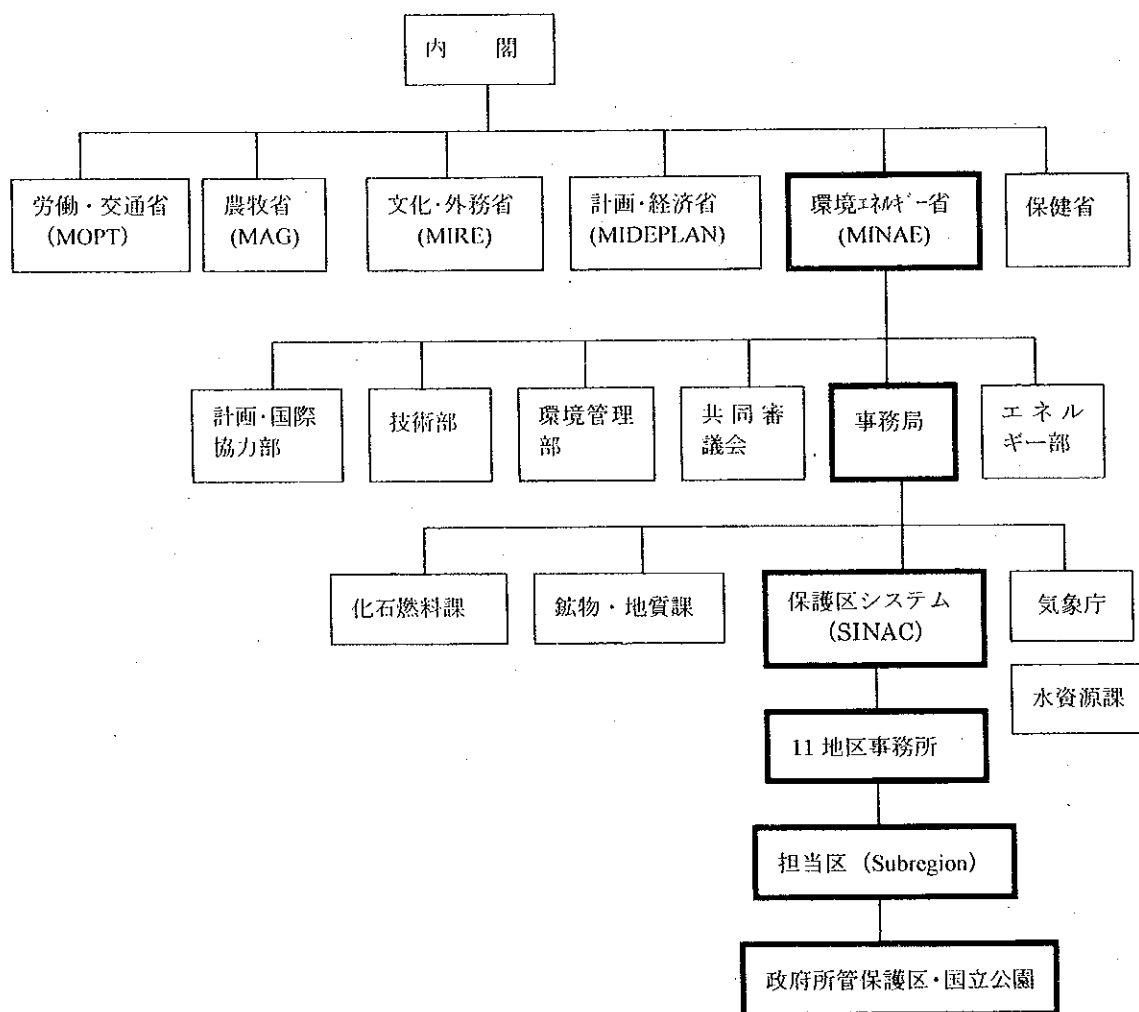 内 閣
労働・交通省
(MOPT)
農牧省
(MAG)
文化・外務省
(MIRE)
計画・経済省
(MIDEPLAN)
環境ｴﾈﾙｷﾞｰ省
(MINAE)
保健省
計画・国際
協力部
技術部
環境管理
部
共同審
議会
事務局
エネル
ギー部
化石燃料課
鉱物・地質課
保護区システム
(SINAC)
気象庁
水資源課
11 地区事務所
担当区（Subregion）
政府所管保護区・国立公園